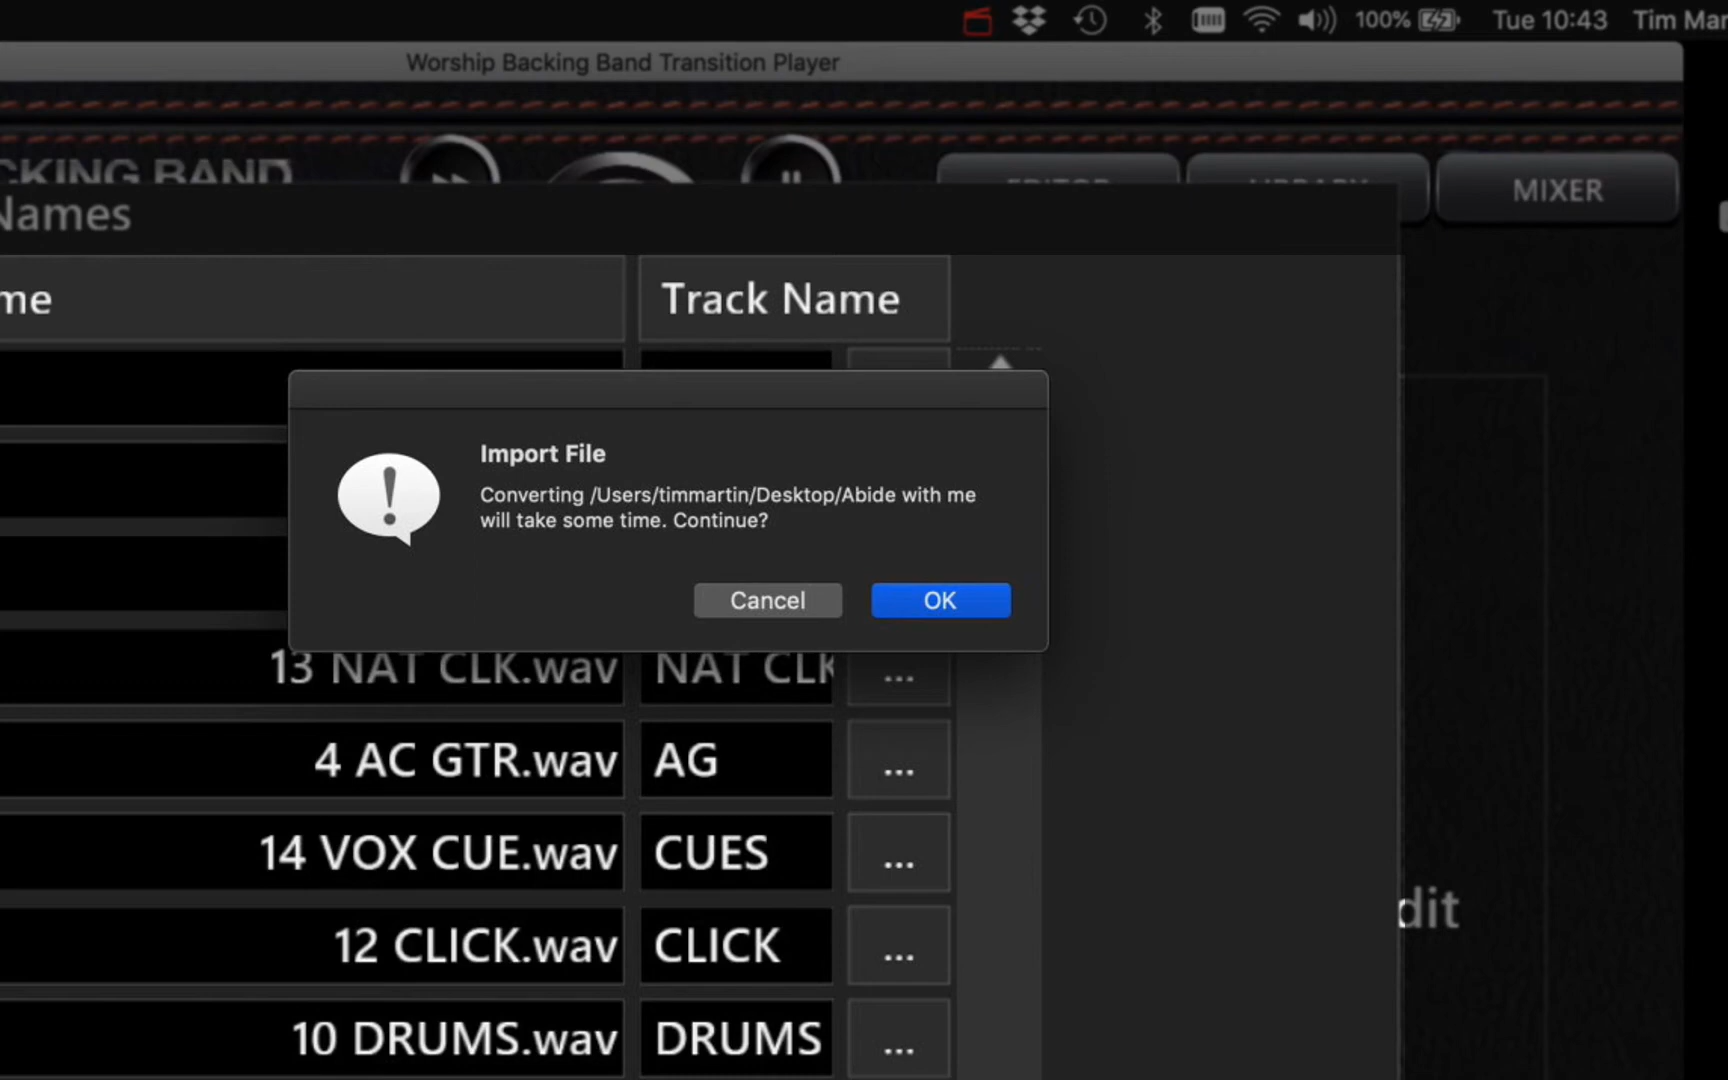 100% Tue 10:43 Tim Mar
Worship Backing Band Transition Player
CKING BAND
EDITOR LIBRARY MIXER
Names
me Track Name
Import File
Converting /Users/timmartin/Desktop/Abide with me
will take some time. Continue?
Cancel OK
13 NAT CLK.wav NAT CLK ...
4 AC GTR.wav AG ...
14 VOX CUE.wav CUES ...
12 CLICK.wav CLICK ...
dit
10 DRUMS.wav DRUMS ...